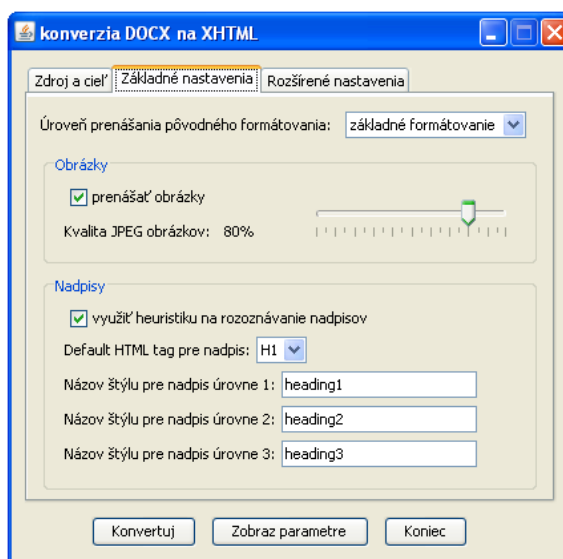 konverzia DOCX na XHTML
Zdroj a cieľ Základné nastavenia Rozšírené nastavenia
Úroveň prenášania pôvodného formátovania: základné formátovanie
Obrázky
prenášať obrázky
Kvalita JPEG obrázkov: 80%
Nadpisy
využiť heuristiku na rozoznávanie nadpisov
Default HTML tag pre nadpis: H1
Názov štýlu pre nadpis úrovne 1: heading1
Názov štýlu pre nadpis úrovne 2: heading2
Názov štýlu pre nadpis úrovne 3: heading3
Konvertuj Zobraz parametre Koniec